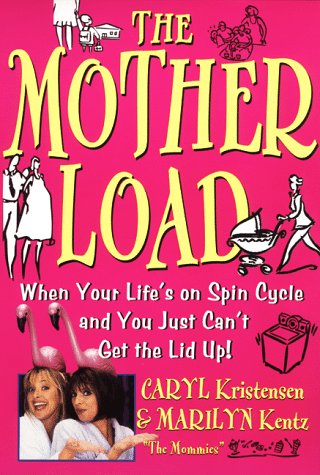 THE
MOTHER
LOAD
When Your Life's on Spin Cycle
and You Just Can't
Get the Lid Up!
CARYL Kristensen
& MARILYN Kentz
"The Mommies"